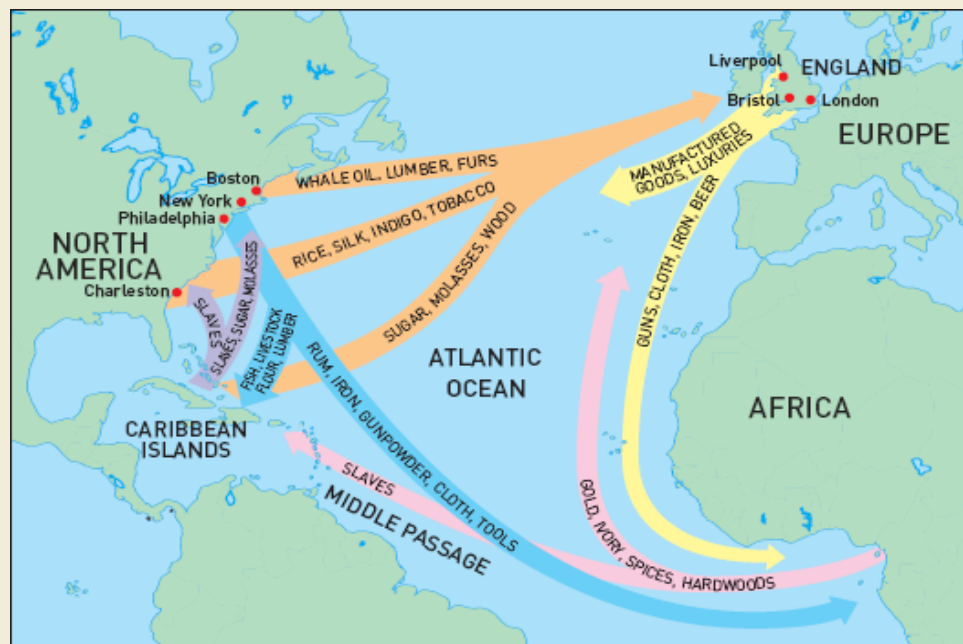 Liverpool
ENGLAND
Bristol
London
EUROPE
MANUFACTURED
GOODS, LUXURIES
Boston
New York
Philadelphia
WHALE OIL, LUMBER, FURS
NORTH
AMERICA
RICE, SILK, INDIGO, TOBACCO
Charleston
SLAVES
SLAVES, SUGAR, MOLASSES
FISH, LIVESTOCK
FLOUR, LUMBER
SUGAR, MOLASSES, WOOD
GUNS, CLOTH, IRON, BEER
ATLANTIC
OCEAN
AFRICA
CARIBBEAN
ISLANDS
RUM, IRON, GUNPOWDER, CLOTH, TOOLS
SLAVES
MIDDLE PASSAGE
GOLD, IVORY, SPICES, HARDWOODS